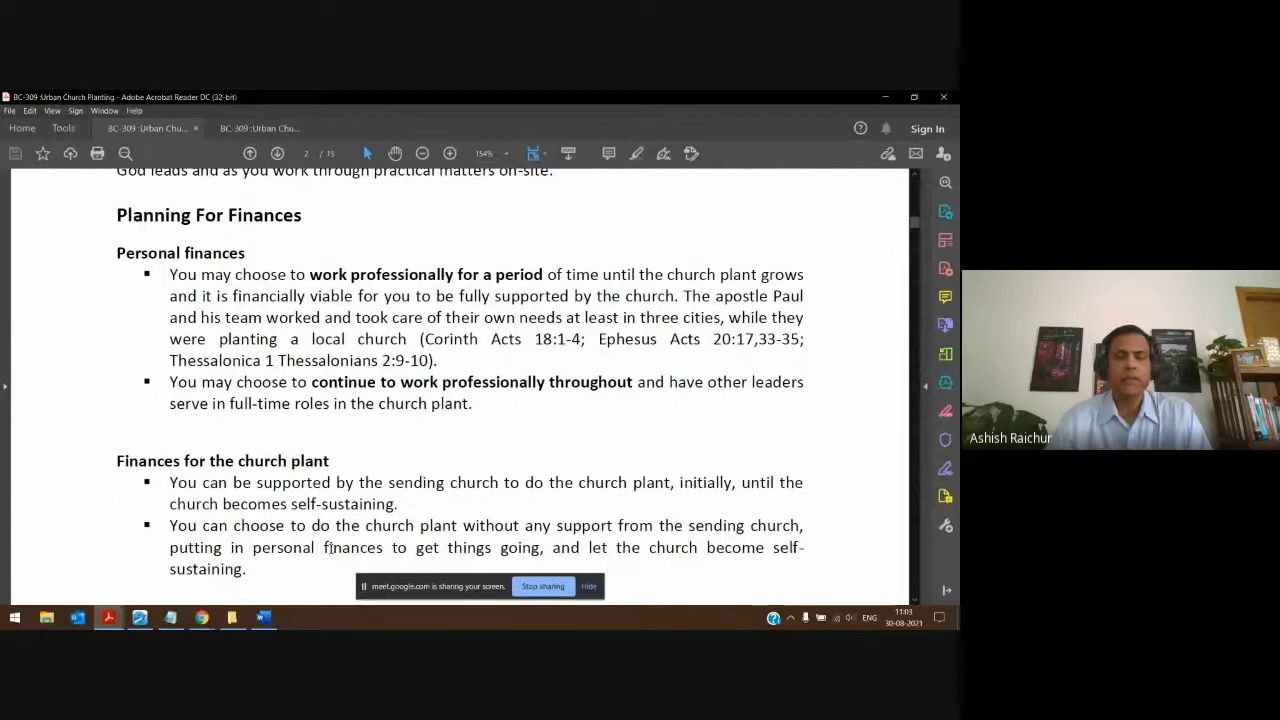 BC-309 :Urban Church Planting - Adobe Acrobat Reader DC (32-bit)
File Edit View Sign Window Help
Home Tools BC-309 :Urban Chu... × BC-309 :Urban Chu... Sign In
2 / 15 154%
God leads and as you work through practical matters on-site.
Planning For Finances
Personal finances
▪ You may choose to work professionally for a period of time until the church plant grows
and it is financially viable for you to be fully supported by the church. The apostle Paul
and his team worked and took care of their own needs at least in three cities, while they
were planting a local church (Corinth Acts 18:1-4; Ephesus Acts 20:17,33-35;
Thessalonica 1 Thessalonians 2:9-10).
▪ You may choose to continue to work professionally throughout and have other leaders
serve in full-time roles in the church plant.
Finances for the church plant
▪ You can be supported by the sending church to do the church plant, initially, until the
church becomes self-sustaining.
▪ You can choose to do the church plant without any support from the sending church,
putting in personal finances to get things going, and let the church become self-
sustaining.
meet.google.com is sharing your screen. Stop sharing Hide
ENG 11:03
30-08-2021
Ashish Raichur